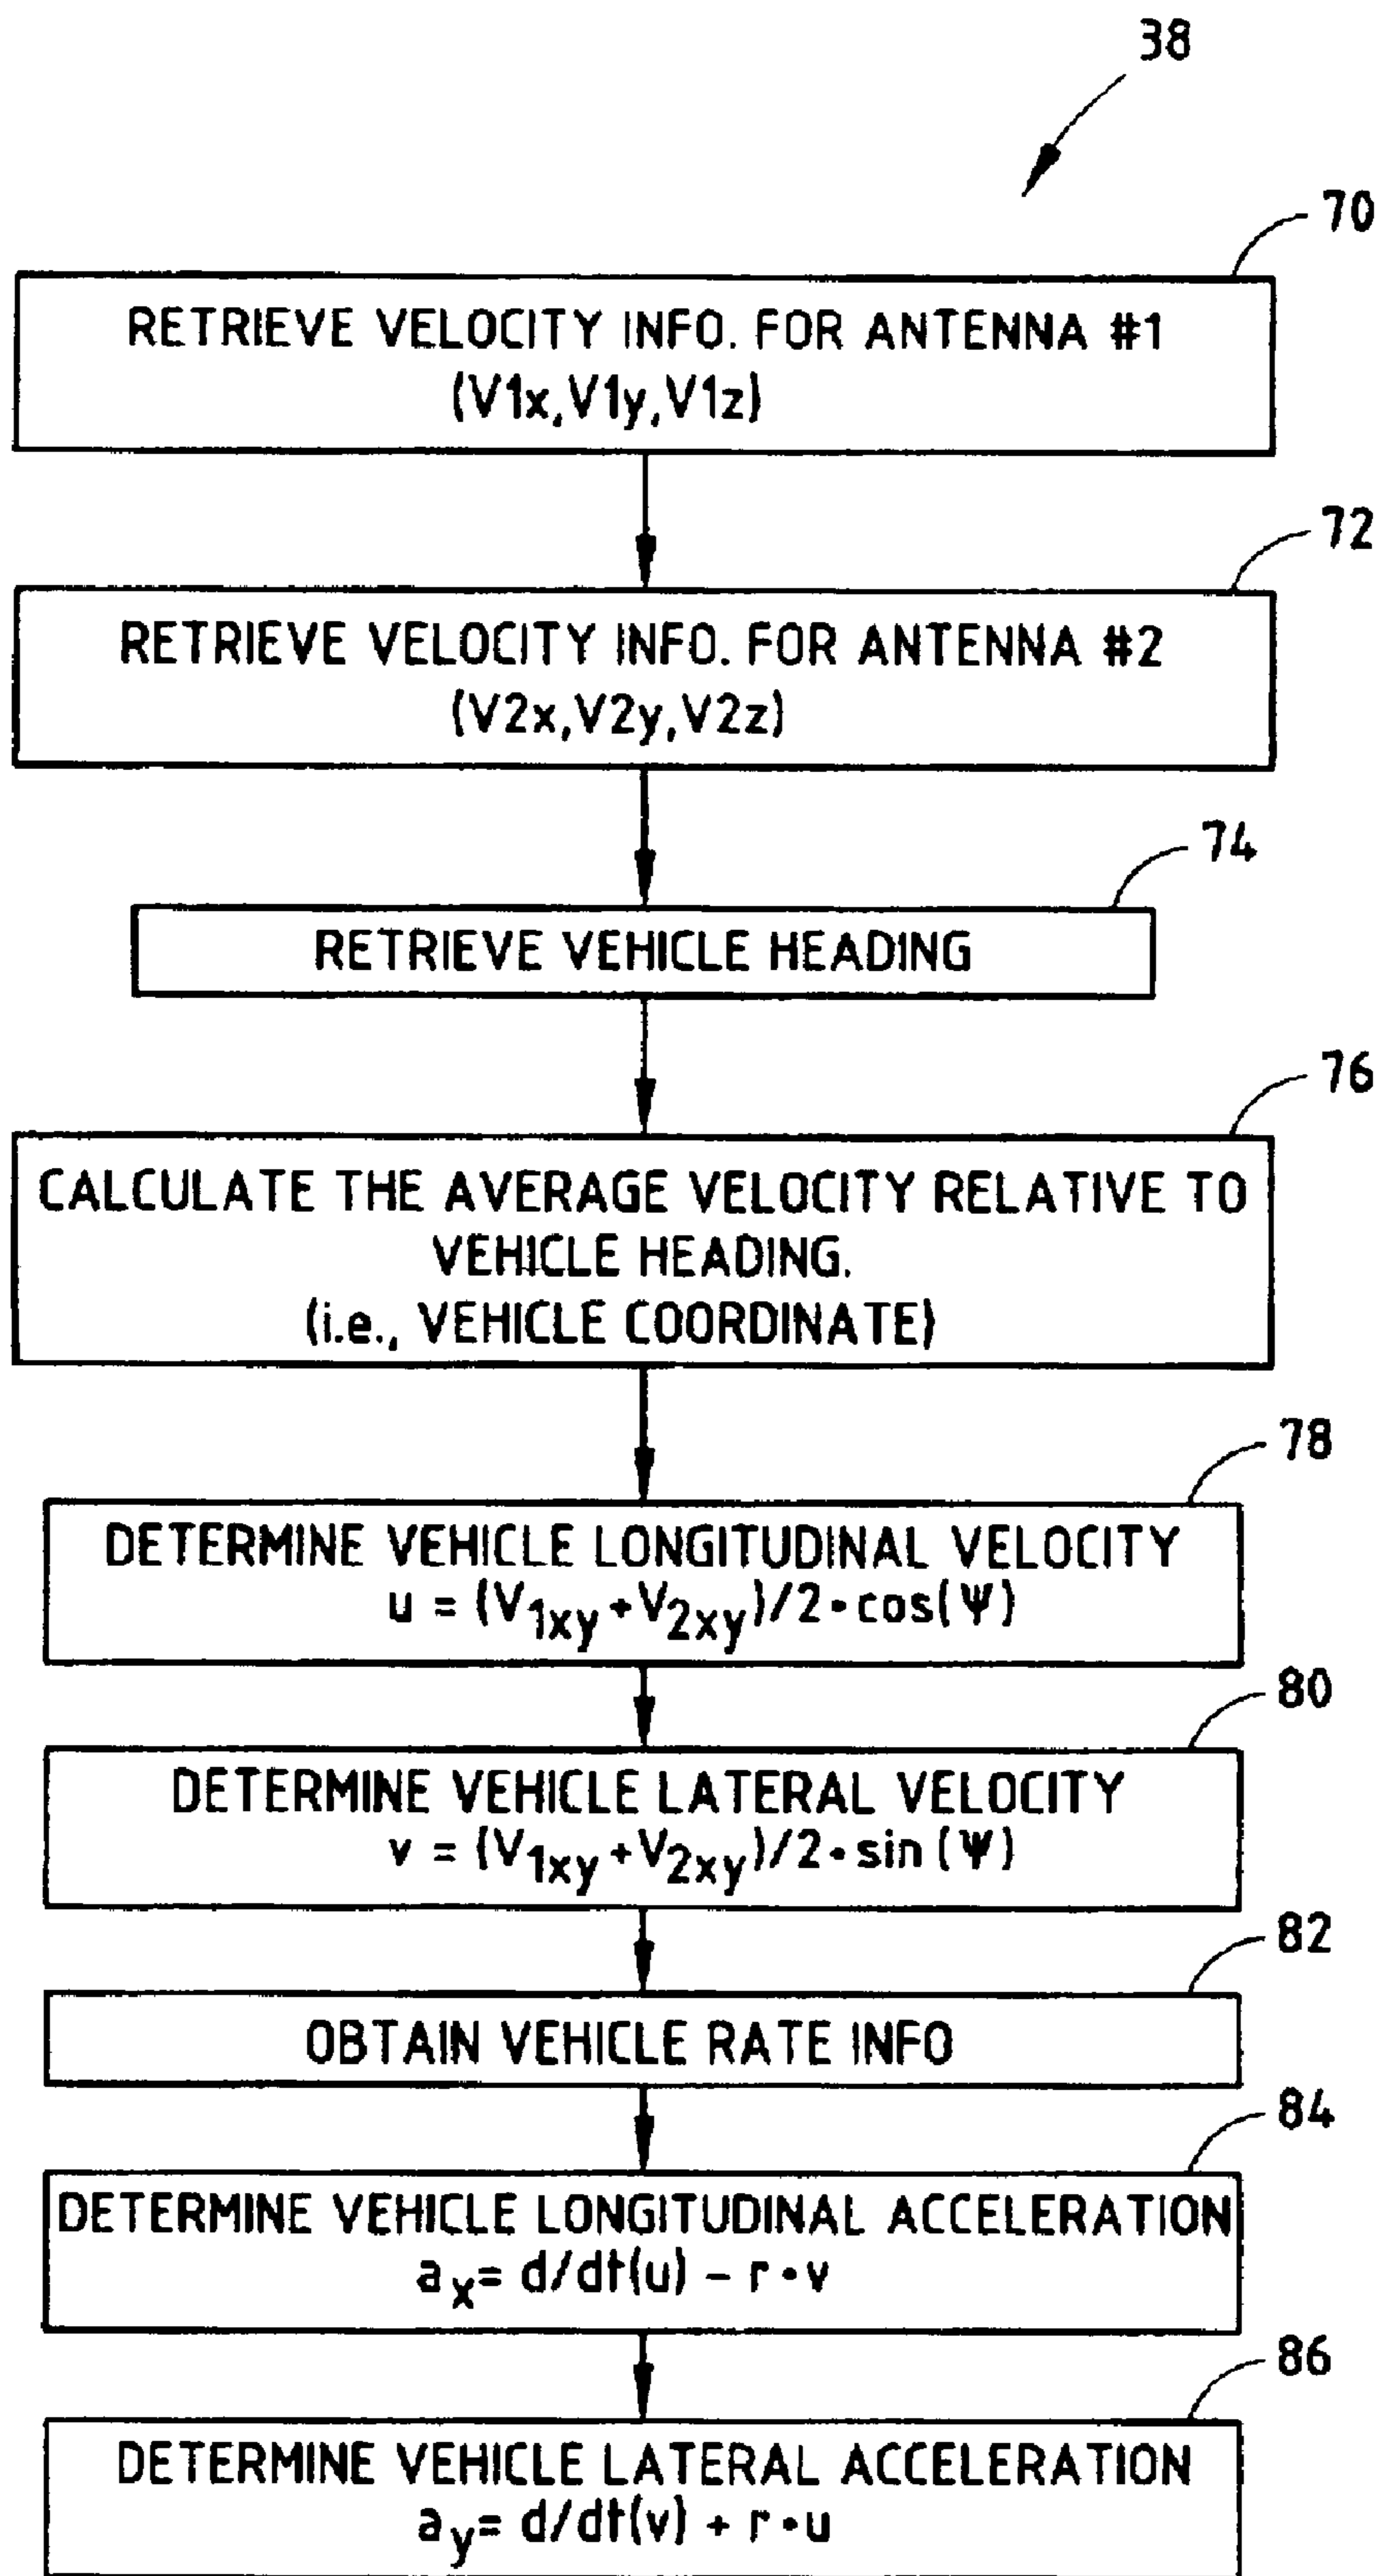 38
70
RETRIEVE VELOCITY INFO. FOR ANTENNA #1
(V1x,V1y,V1z)
72
RETRIEVE VELOCITY INFO. FOR ANTENNA #2
(V2x,V2y,V2z)
74
RETRIEVE VEHICLE HEADING
76
CALCULATE THE AVERAGE VELOCITY RELATIVE TO
VEHICLE HEADING.
(i.e., VEHICLE COORDINATE)
78
DETERMINE VEHICLE LONGITUDINAL VELOCITY
u = (V1xy+V2xy)/2•cos(Ψ)
80
DETERMINE VEHICLE LATERAL VELOCITY
v = (V1xy+V2xy)/2•sin(Ψ)
82
OBTAIN VEHICLE RATE INFO
84
DETERMINE VEHICLE LONGITUDINAL ACCELERATION
ax= d/dt(u) – r•v
86
DETERMINE VEHICLE LATERAL ACCELERATION
ay= d/dt(v) + r•u